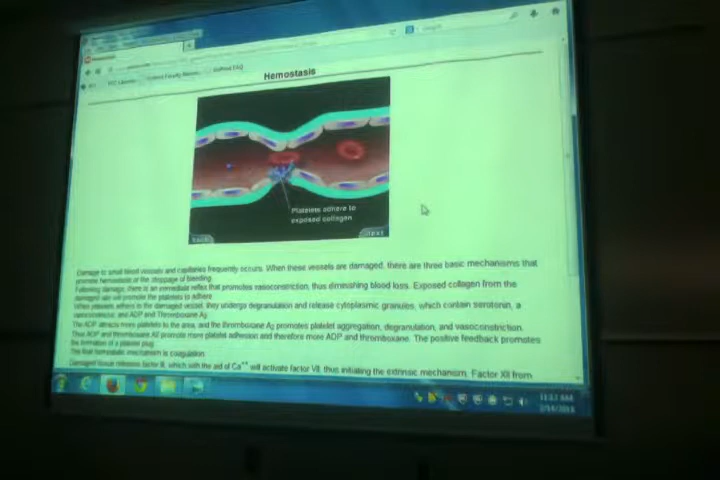 Hemostasis
Platelets adhere to
exposed collagen
Back
Next
Damage to small blood vessels and capillaries frequently occurs. When these vessels are damaged, there are three basic mechanisms that
promote hemostasis or the stoppage of bleeding.
Following damage, there is an immediate reflex that promotes vasoconstriction, thus diminishing blood loss. Exposed collagen from the
damaged site will promote the platelets to adhere.
When platelets adhere to the damaged vessel, they undergo degranulation and release cytoplasmic granules, which contain serotonin, a
vasoconstrictor, and ADP and Thromboxane A2.
The ADP attracts more platelets to the area, and the thromboxane A2 promotes platelet aggregation, degranulation, and vasoconstriction.
Thus ADP and thromboxane A2 promote more platelet adhesion and therefore more ADP and thromboxane. The positive feedback promotes
the formation of a platelet plug.
The final hemostatic mechanism is coagulation.
Damaged tissue releases factor III, which with the aid of Ca++ will activate factor VII, thus initiating the extrinsic mechanism. Factor XII from